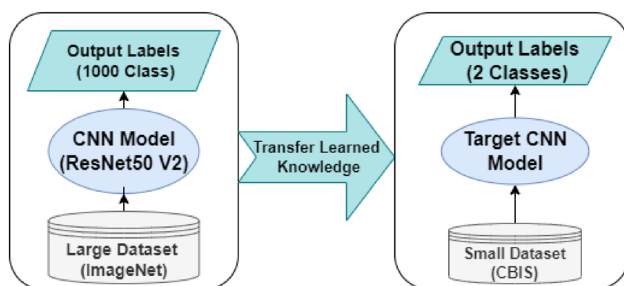 Output Labels
(1000 Class)
CNN Model
(ResNet50 V2)
Large Dataset
(ImageNet)
Transfer Learned
Knowledge
Output Labels
(2 Classes)
Target CNN
Model
Small Dataset
(CBIS)